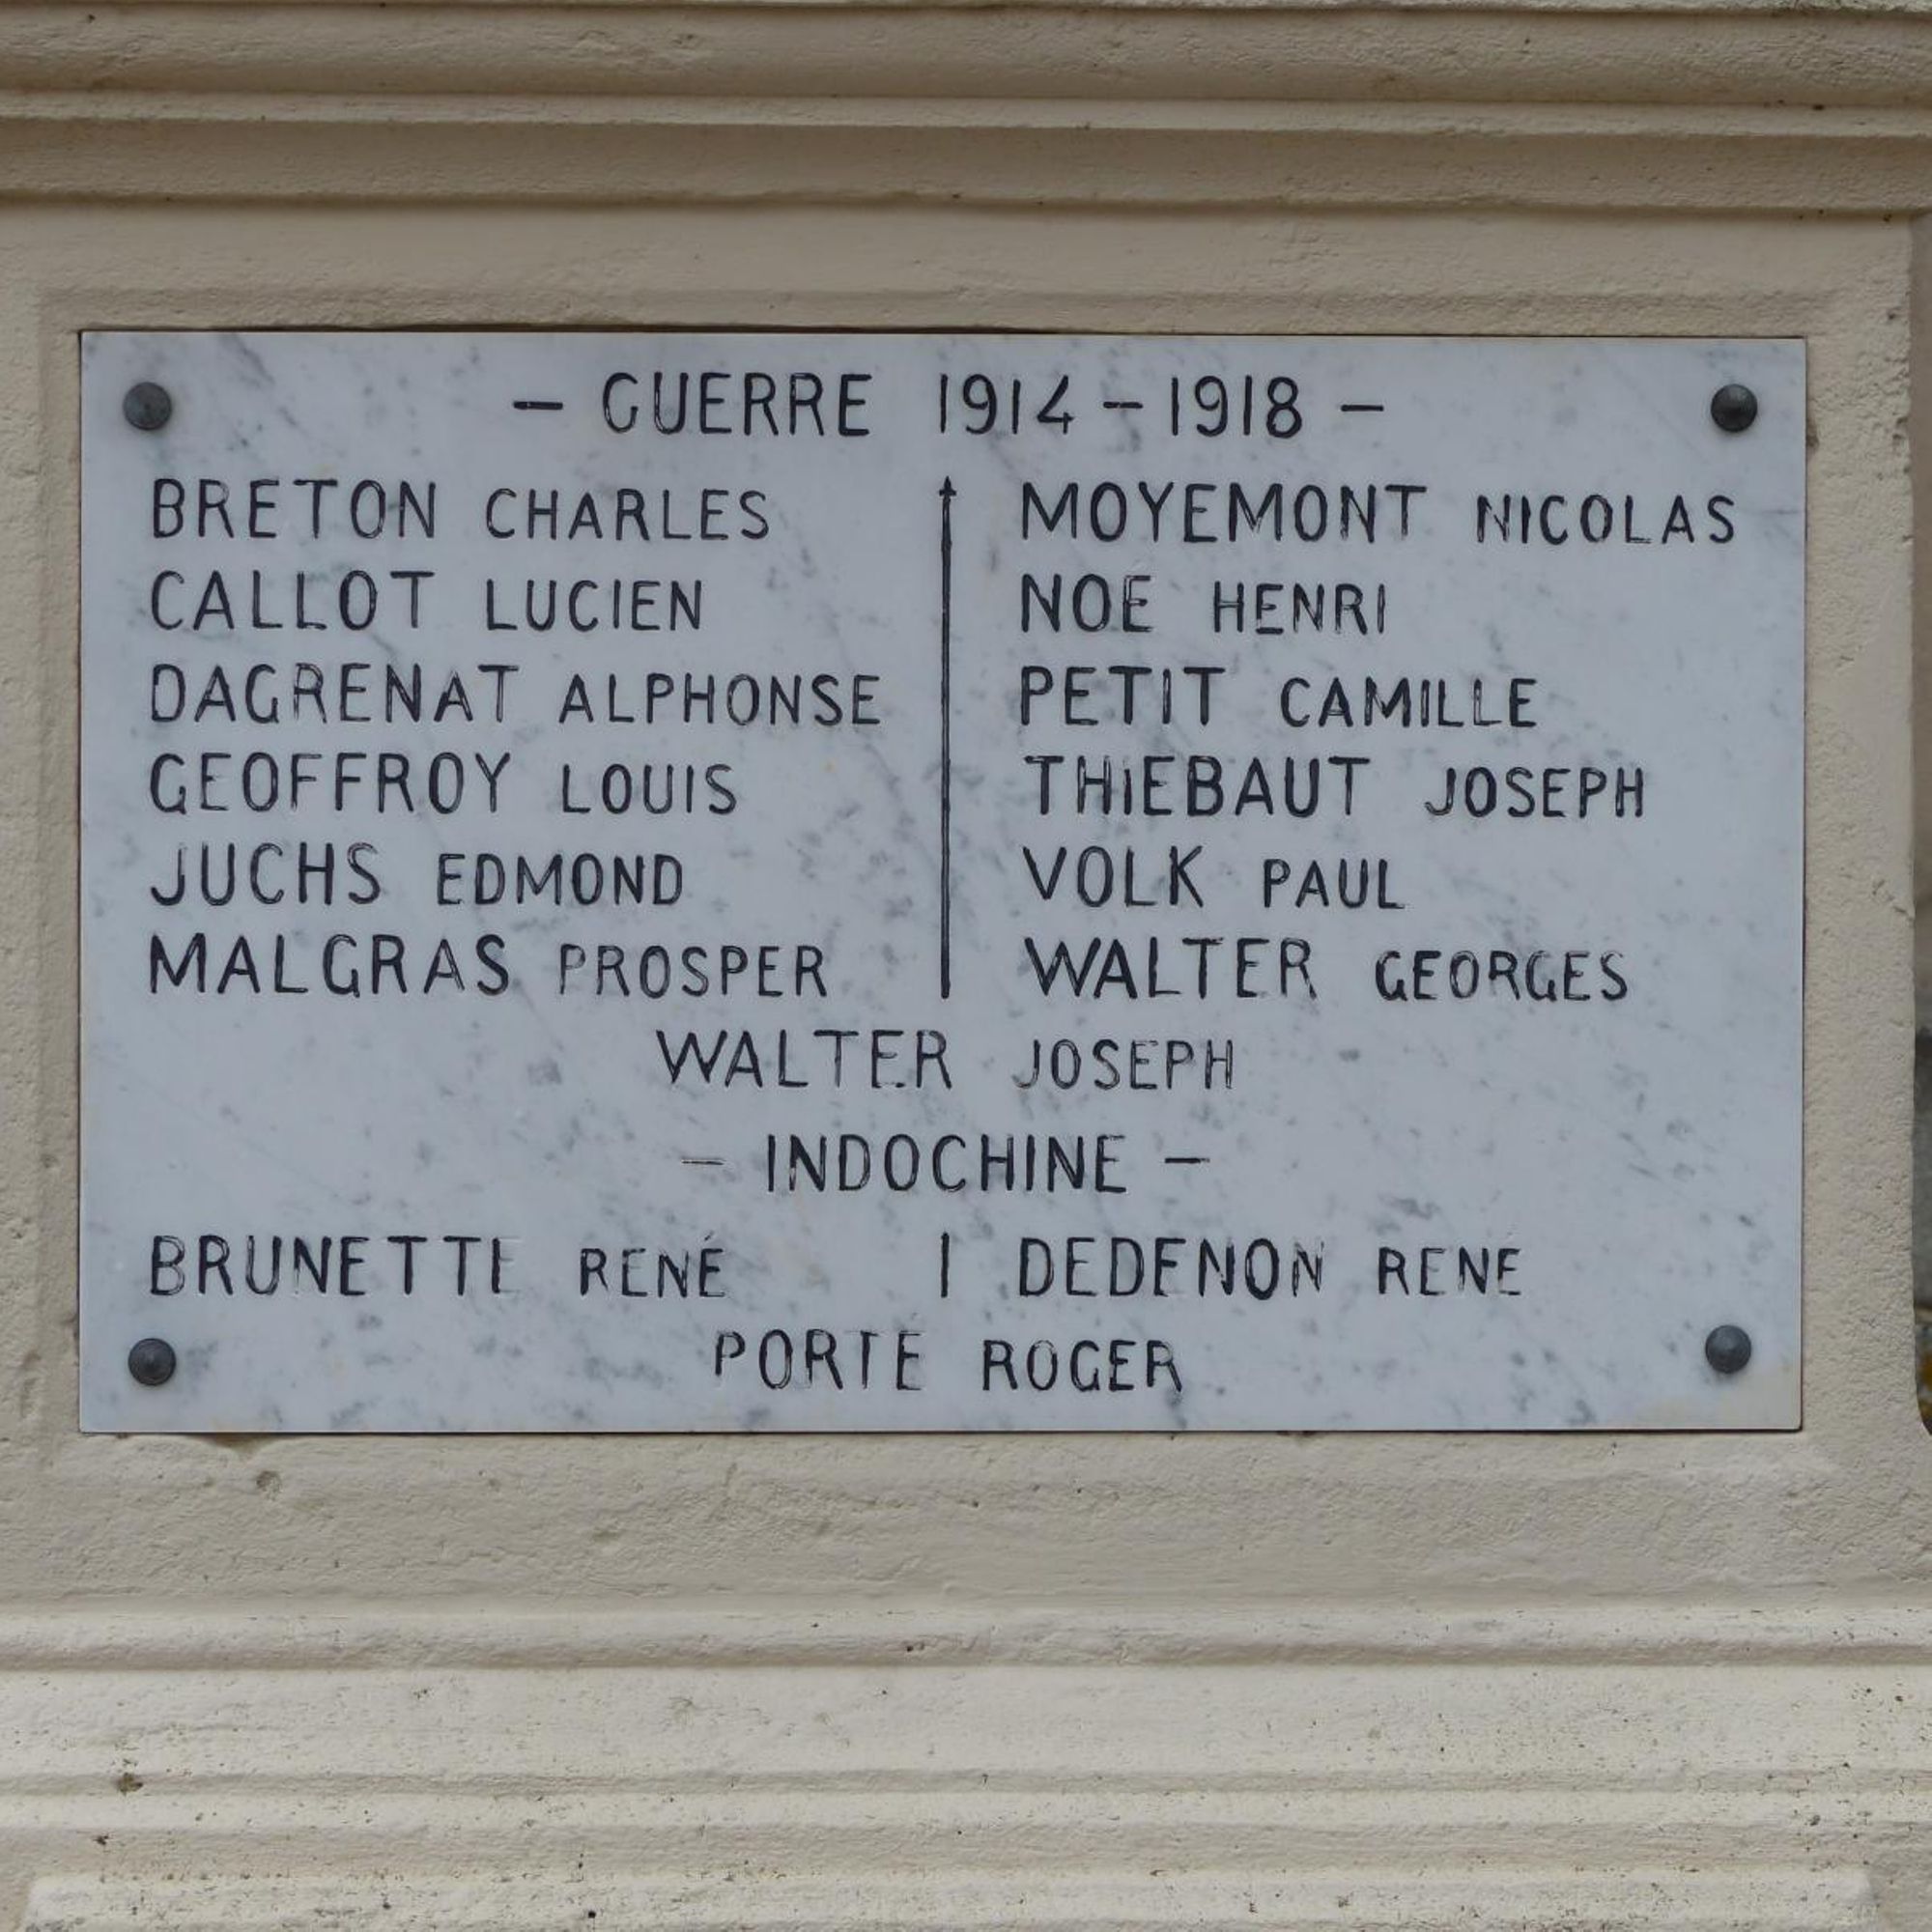 – GUERRE 1914 – 1918 –
BRETON CHARLES
CALLOT LUCIEN
DAGRENAT ALPHONSE
GEOFFROY LOUIS
JUCHS EDMOND
MALGRAS PROSPER
MOYEMONT NICOLAS
NOE HENRI
PETIT CAMILLE
THIEBAUT JOSEPH
VOLK PAUL
WALTER GEORGES
WALTER JOSEPH
– INDOCHINE –
BRUNETTE RENÉ
DEDENON RENE
PORTE ROGER